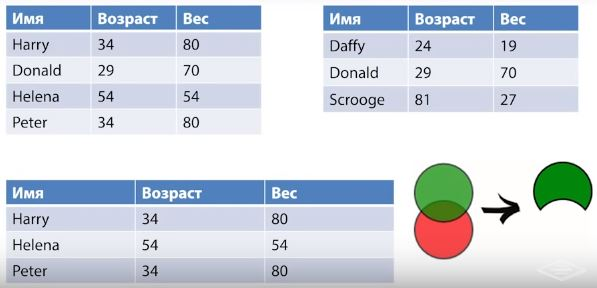 Имя Возраст Вес
Harry 34 80
Donald 29 70
Helena 54 54
Peter 34 80
Имя Возраст Вес
Daffy 24 19
Donald 29 70
Scrooge 81 27
Имя Возраст Вес
Harry 34 80
Helena 54 54
Peter 34 80